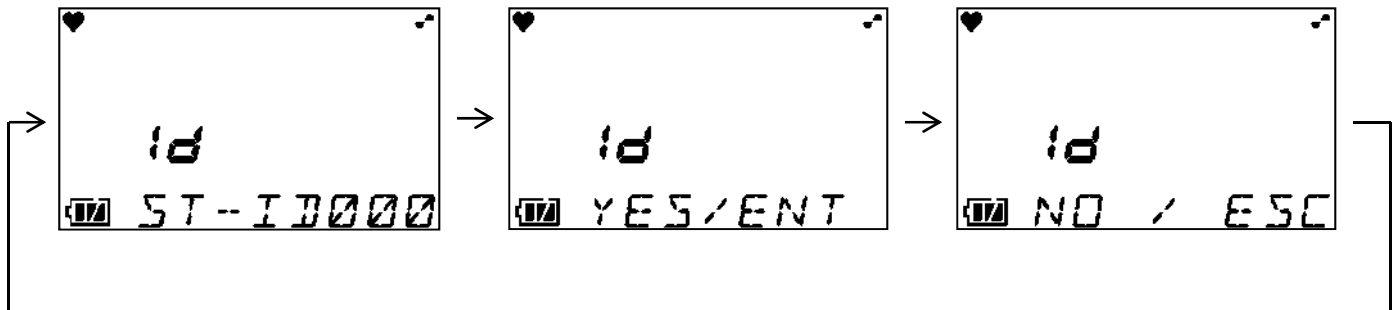 Id
ST-ID000
Id
YES/ENT
Id
NO / ESC